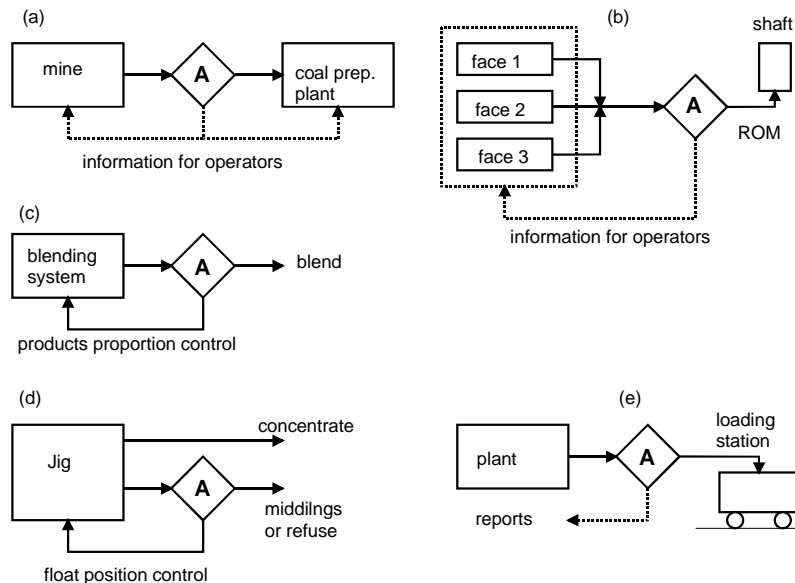 (a)
mine
A
coal prep.
plant
information for operators
(b)
shaft
face 1
face 2
face 3
A
ROM
information for operators
(c)
blending
system
A
blend
products proportion control
(d)
concentrate
Jig
A
middilngs
or refuse
float position control
(e)
loading
station
plant
A
reports